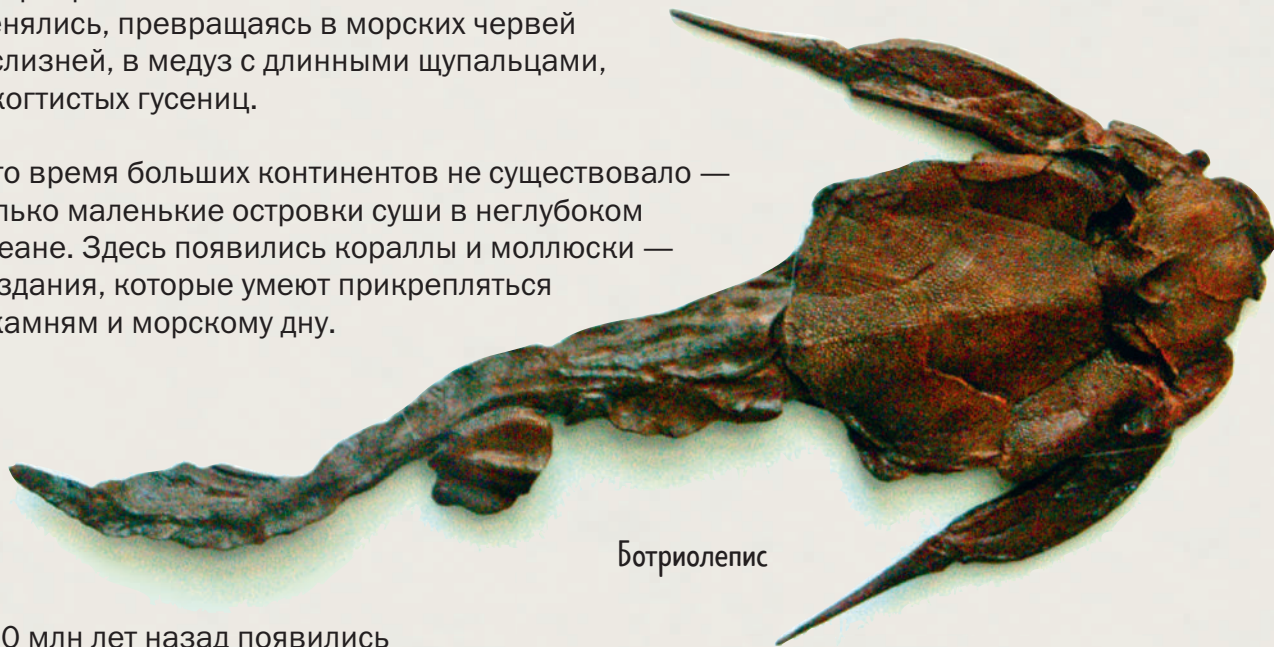 енялись, превращаясь в морских червей
слизней, в медуз с длинными щупальцами,
когтистых гусениц.
то время больших континентов не существовало —
лько маленькие островки суши в неглубоком
еане. Здесь появились кораллы и моллюски —
здания, которые умеют прикрепляться
камням и морскому дну.
Ботриолепис
0 млн лет назад появились